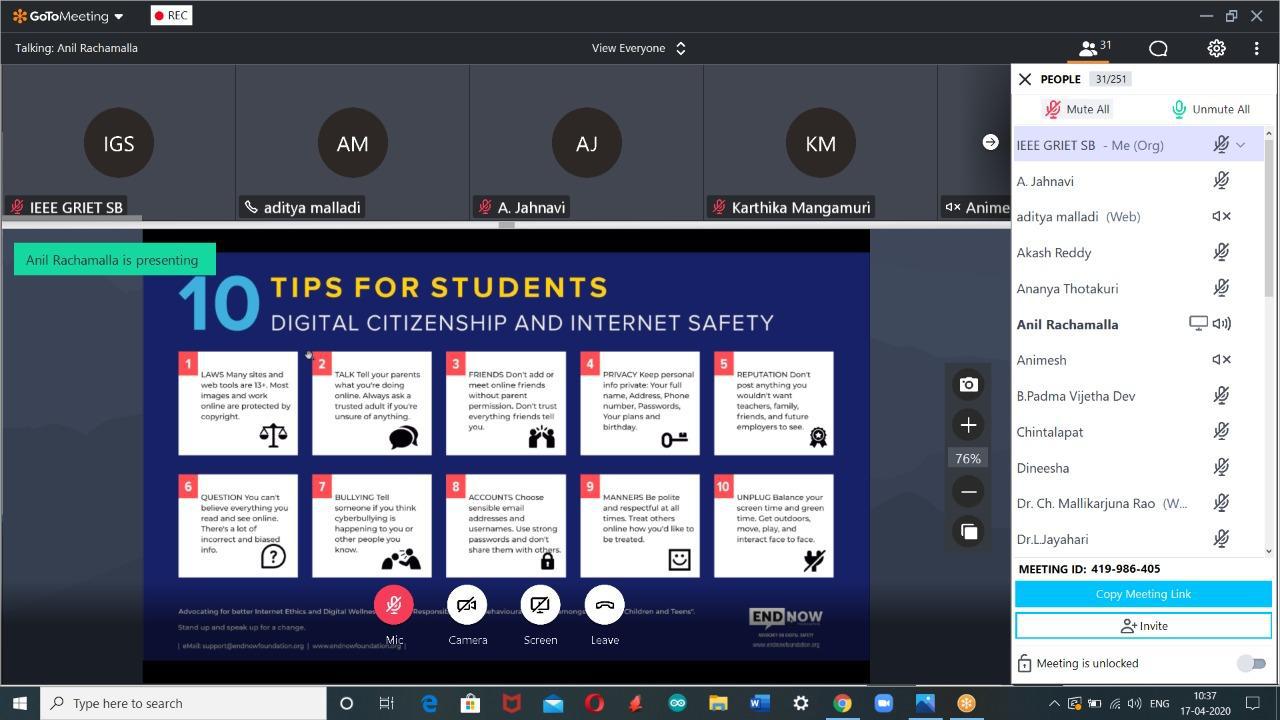 GoToMeeting
REC
Talking: Anil Rachamalla
View Everyone
31
IGS
AM
AJ
KM
IEEE GRIET SB
aditya malladi
A. Jahnavi
Karthika Mangamuri
Anime
Anil Rachamalla is presenting
10 TIPS FOR STUDENTS
DIGITAL CITIZENSHIP AND INTERNET SAFETY
1
LAWS Many sites and
web tools are 13+. Most
images and work
online are protected by
copyright.
2
TALK Tell your parents
what you're doing
online. Always ask a
trusted adult if you're
unsure of anything.
3
FRIENDS Don't add or
meet online friends
without parent
permission. Don't trust
everything friends tell
you.
4
PRIVACY Keep personal
info private: Your full
name, Address, Phone
number, Passwords,
Your plans and
birthday.
5
REPUTATION Don't
post anything you
wouldn't want
teachers, family,
friends, and future
employers to see.
6
QUESTION You can't
believe everything you
read and see online.
There's a lot of
incorrect and biased
info.
7
BULLYING Tell
someone if you think
cyberbullying is
happening to you or
other people you
know.
8
ACCOUNTS Choose
sensible email
addresses and
usernames. Use strong
passwords and don't
share them with others.
9
MANNERS Be polite
and respectful at all
times. Treat others
online how you'd like to
be treated.
10
UNPLUG Balance your
screen time and green
time. Get outdoors,
move, play, and
interact face to face.
Advocating for better Internet Ethics and Digital Wellnes Responsi ehavioura amongs Children and Teens".
Stand up and speak up for a change.
| eMail: support@endnowfoundation.org | www.endnowfoundation.org |
END NOW
FOUNDATION
ADVOCACY ON DIGITAL SAFETY
www.endnowfoundation.org
Mic
Camera
Screen
Leave
76%
PEOPLE 31/251
Mute All
Unmute All
IEEE GRIET SB - Me (Org)
A. Jahnavi
aditya malladi (Web)
Akash Reddy
Ananya Thotakuri
Anil Rachamalla
Animesh
B.Padma Vijetha Dev
Chintalapat
Dineesha
Dr. Ch. Mallikarjuna Rao (W...
Dr.L.Jayahari
MEETING ID: 419-986-405
Copy Meeting Link
Invite
Meeting is unlocked
Type here to search
ENG
10:37
17-04-2020